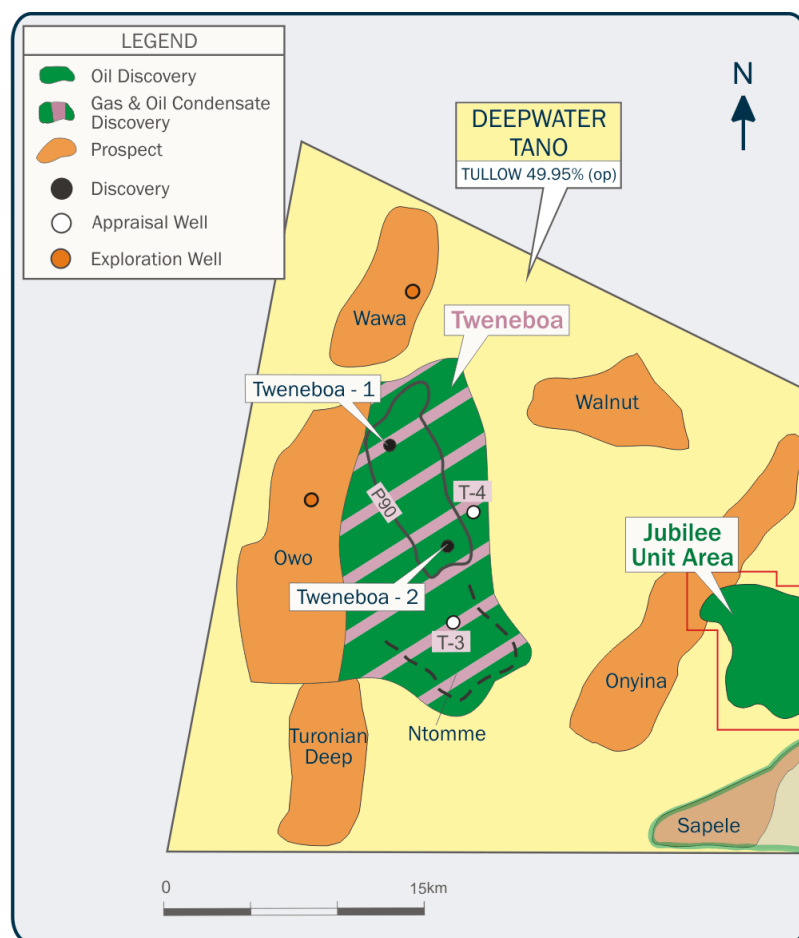 LEGEND
Oil Discovery
Gas & Oil Condensate
Discovery
Prospect
Discovery
Appraisal Well
Exploration Well
N
DEEPWATER
TANO
TULLOW 49.95% (op)
Wawa
Tweneboa
Tweneboa - 1
Walnut
P90
T-4
Owo
Jubilee
Unit Area
Tweneboa - 2
T-3
Onyina
Ntomme
Turonian
Deep
Sapele
0
15km